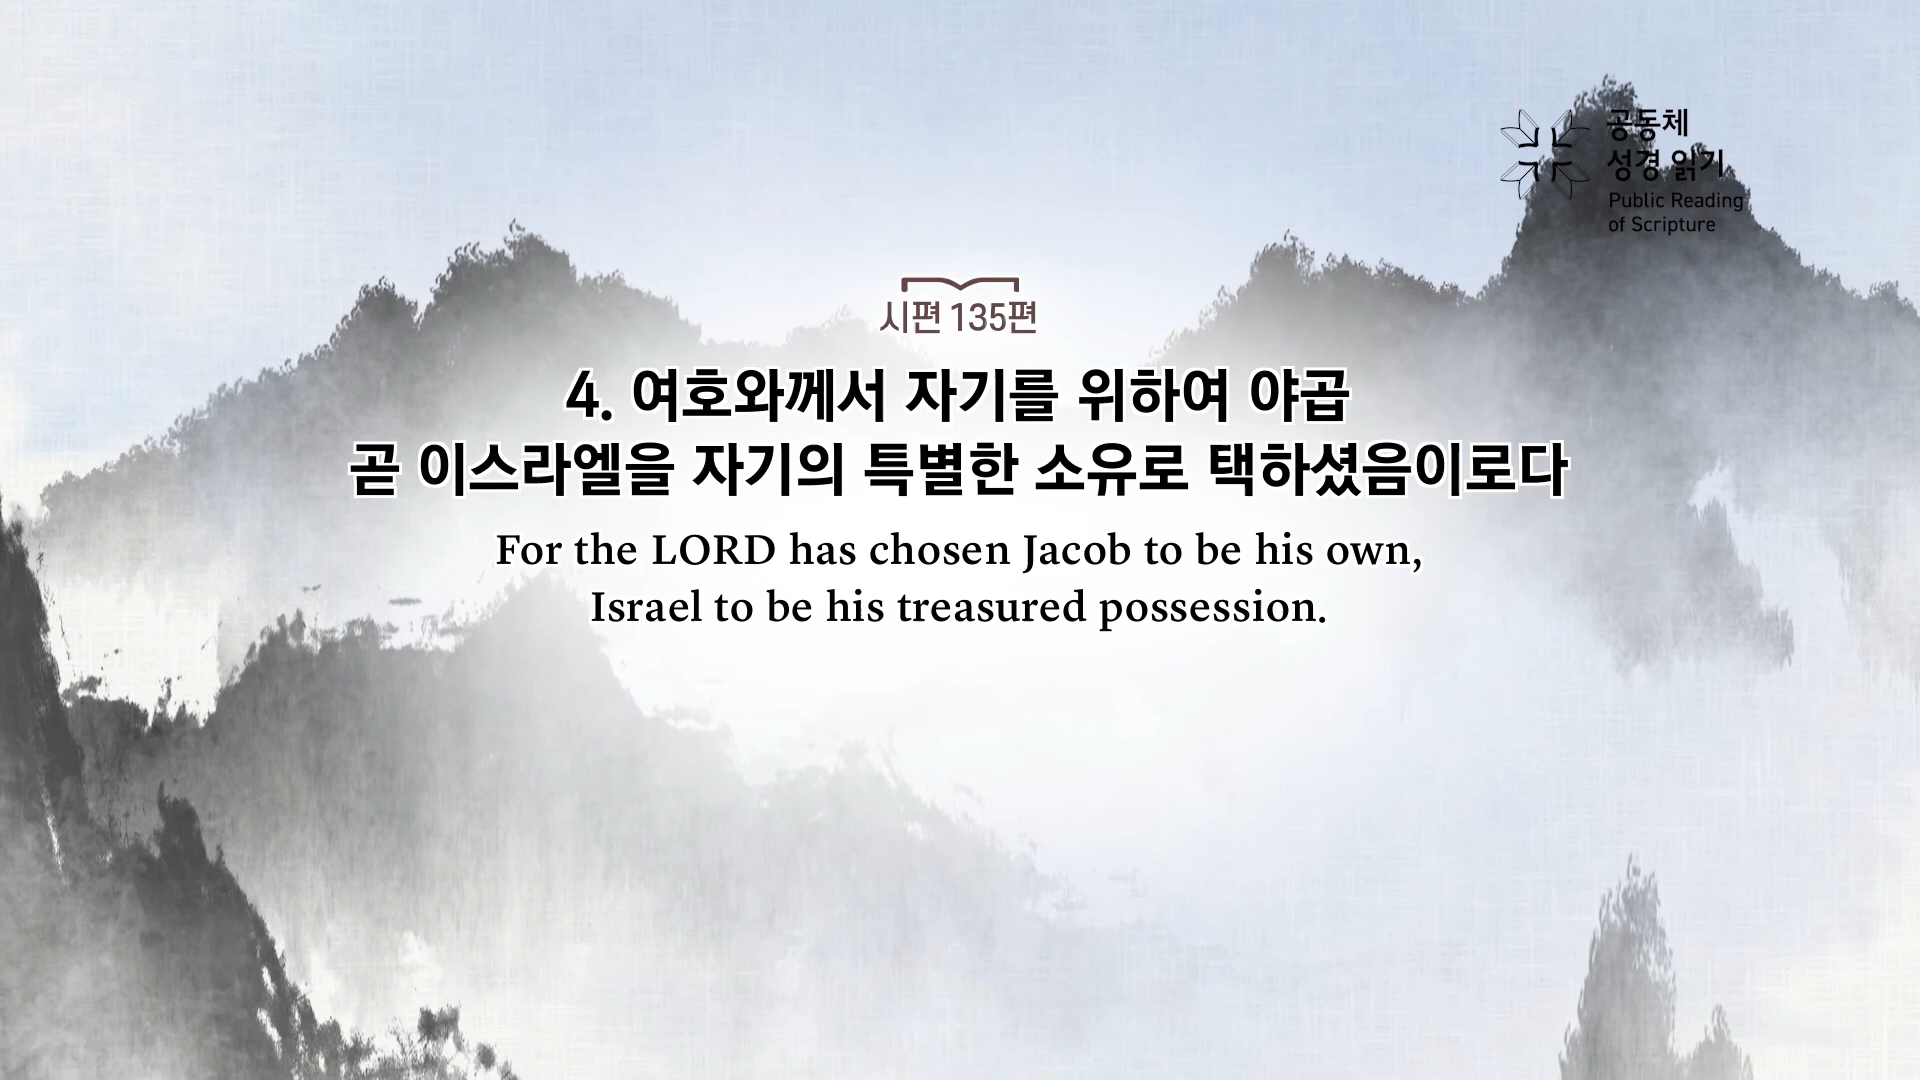 공동체
성경 읽기
Public Reading
of Scripture
시편 135편
4. 여호와께서 자기를 위하여 야곱
곧 이스라엘을 자기의 특별한 소유로 택하셨음이로다
For the LORD has chosen Jacob to be his own,
Israel to be his treasured possession.